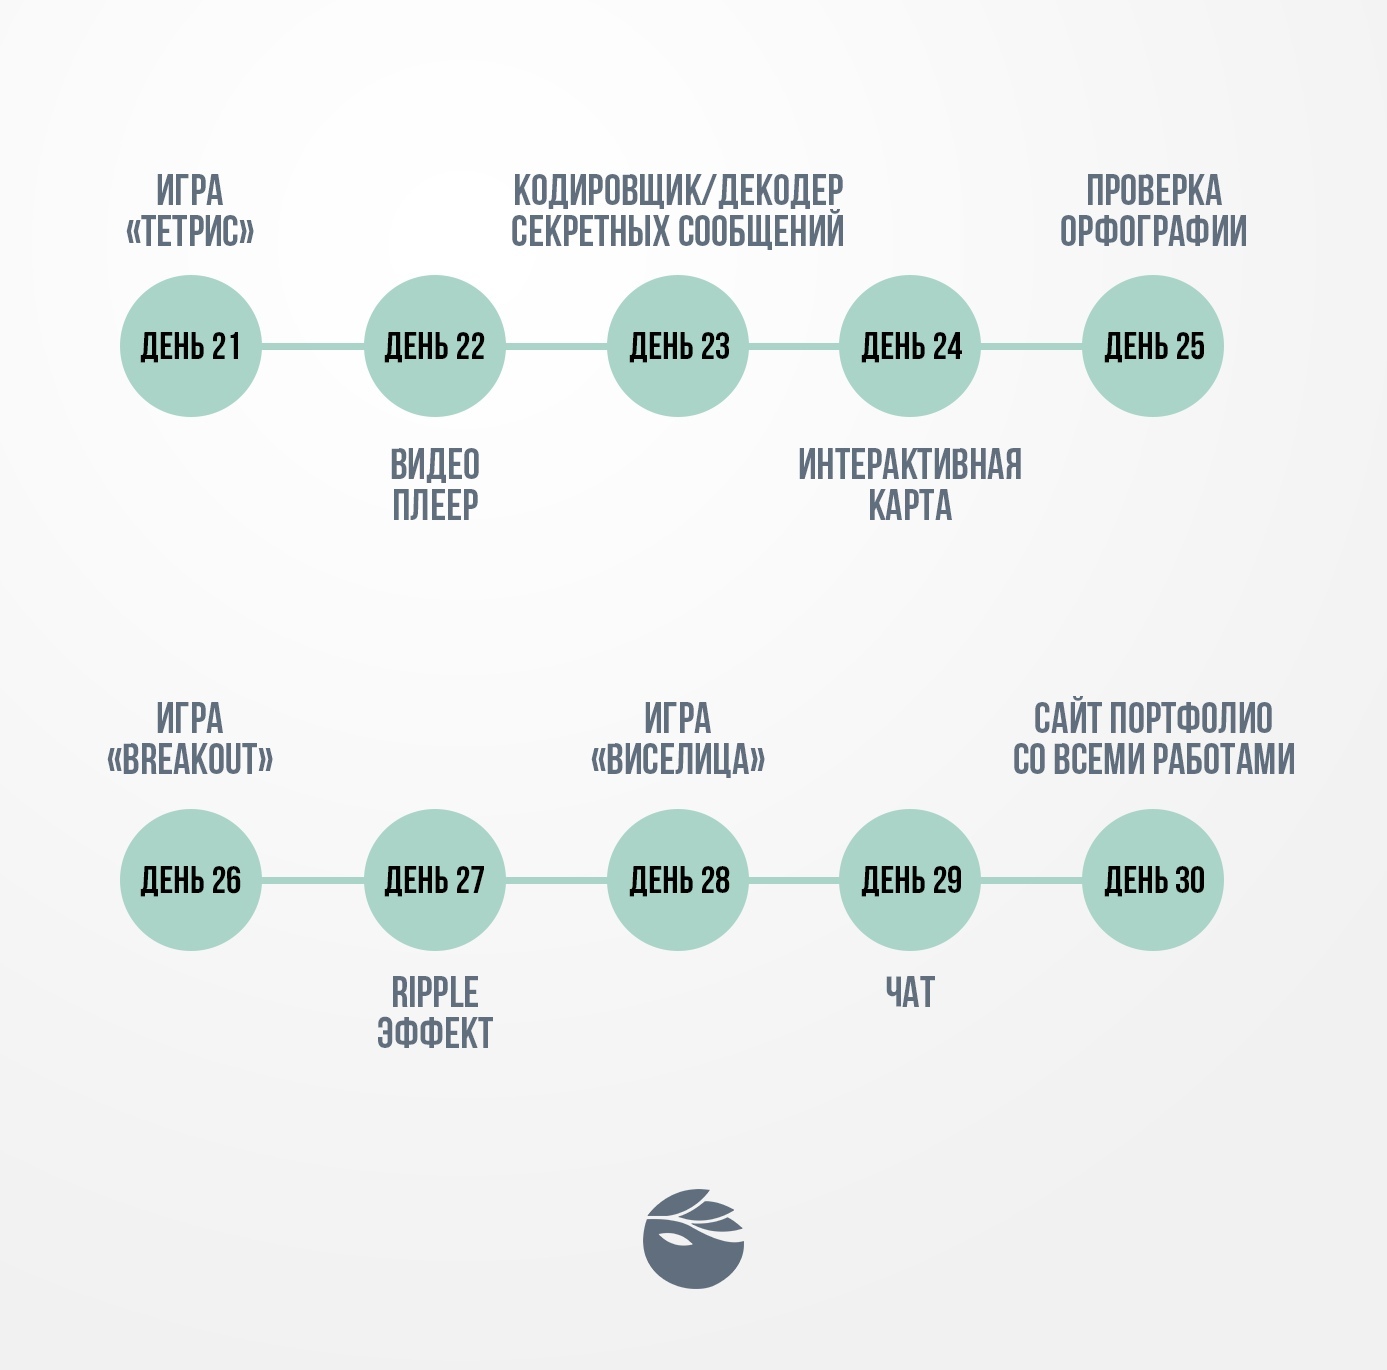 ИГРА
«ТЕТРИС»
КОДИРОВЩИК/ДЕКОДЕР
СЕКРЕТНЫХ СООБЩЕНИЙ
ПРОВЕРКА
ОРФОГРАФИИ
ДЕНЬ 21
ДЕНЬ 22
ДЕНЬ 23
ДЕНЬ 24
ДЕНЬ 25
ВИДЕО
ПЛЕЕР
ИНТЕРАКТИВНАЯ
КАРТА
ИГРА
«BREAKOUT»
ИГРА
«ВИСЕЛИЦА»
САЙТ ПОРТФОЛИО
СО ВСЕМИ РАБОТАМИ
ДЕНЬ 26
ДЕНЬ 27
ДЕНЬ 28
ДЕНЬ 29
ДЕНЬ 30
RIPPLE
ЭФФЕКТ
ЧАТ